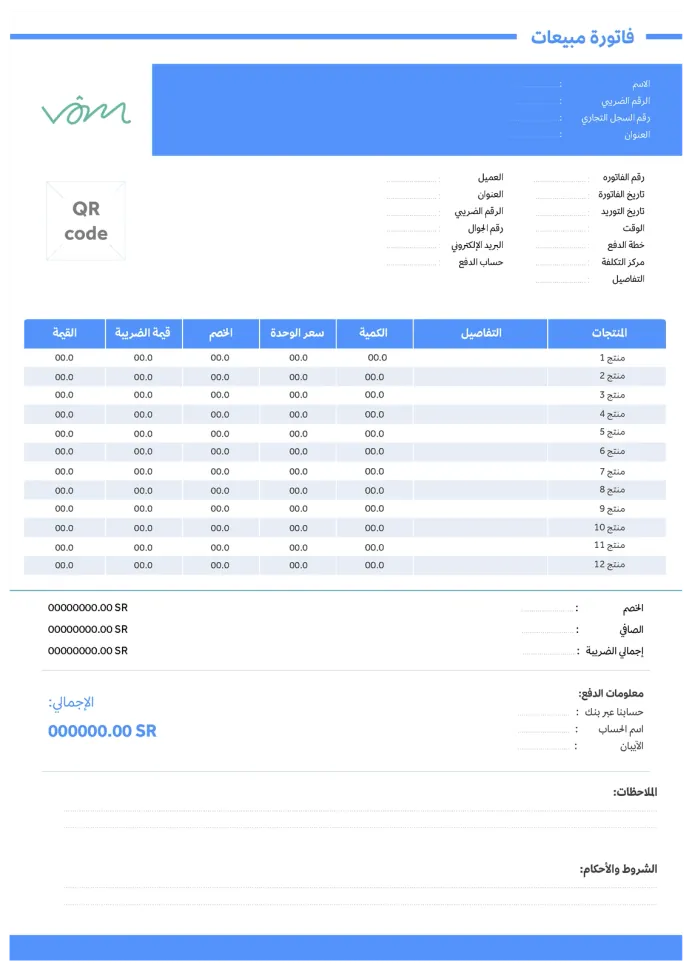 فاتورة مبيعات
vôm
الاسم :
الرقم الضريبي :
رقم السجل التجاري :
العنوان :
QR
code
رقم الفاتوره : العميل :
تاريخ الفاتورة : العنوان :
تاريخ التوريد : الرقم الضريبي :
الوقت : رقم الجوال :
خطة الدفع : البريد الإلكتروني :
مركز التكلفة : حساب الدفع :
التفاصيل :
المنتجات التفاصيل الكمية سعر الوحدة الخصم قيمة الضريبة القيمة
منتج 1 00.0 00.0 00.0 00.0 00.0
منتج 2 00.0 00.0 00.0 00.0 00.0
منتج 3 00.0 00.0 00.0 00.0 00.0
منتج 4 00.0 00.0 00.0 00.0 00.0
منتج 5 00.0 00.0 00.0 00.0 00.0
منتج 6 00.0 00.0 00.0 00.0 00.0
منتج 7 00.0 00.0 00.0 00.0 00.0
منتج 8 00.0 00.0 00.0 00.0 00.0
منتج 9 00.0 00.0 00.0 00.0 00.0
منتج 10 00.0 00.0 00.0 00.0 00.0
منتج 11 00.0 00.0 00.0 00.0 00.0
منتج 12 00.0 00.0 00.0 00.0 00.0
الخصم : 00000000.00 SR
الصافي : 00000000.00 SR
إجمالي الضريبة : 00000000.00 SR
معلومات الدفع:
حسابنا عبر بنك :
اسم الحساب :
الآيبان :
الإجمالي:
000000.00 SR
الملاحظات:
الشروط والأحكام: